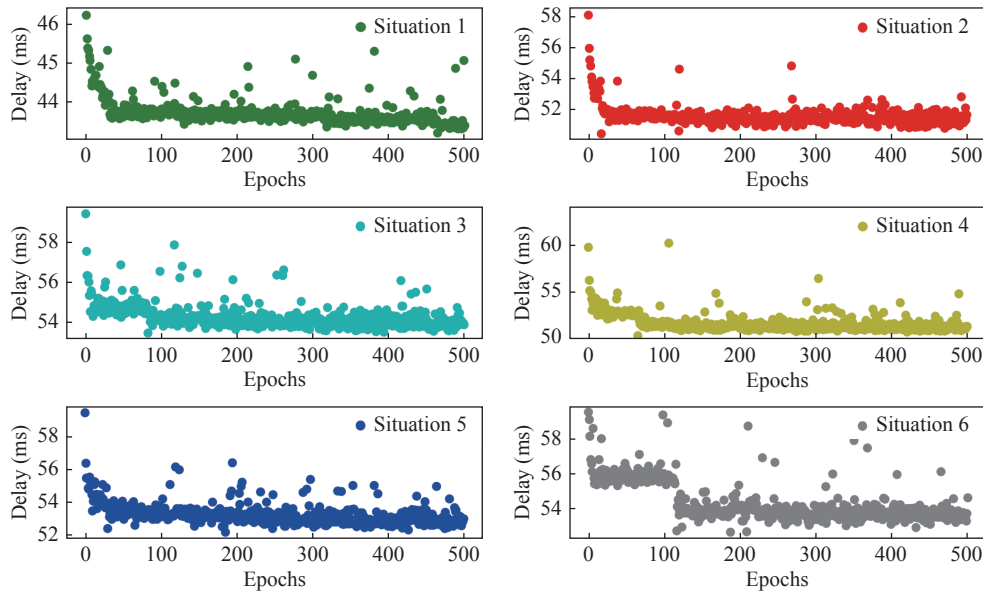 Situation 1
Delay (ms)
46
45
44
0 100 200 300 400 500
Epochs
Situation 2
Delay (ms)
58
56
54
52
50
0 100 200 300 400 500
Epochs
Situation 3
Delay (ms)
58
56
54
0 100 200 300 400 500
Epochs
Situation 4
Delay (ms)
60
55
50
0 100 200 300 400 500
Epochs
Situation 5
Delay (ms)
58
56
54
52
0 100 200 300 400 500
Epochs
Situation 6
Delay (ms)
58
56
54
0 100 200 300 400 500
Epochs